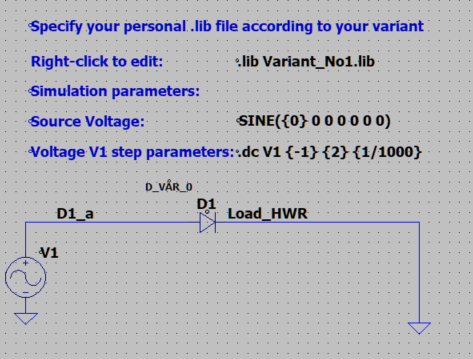 Specify your personal .lib file according to your variant
Right-click to edit: .lib Variant_No1.lib
Simulation parameters:
Source Voltage: SINE({0} 0 0 0 0 0 0)
Voltage V1 step parameters: .dc V1 {-1} {2} {1/1000}
D_VÅR_0
D1
D1_a Load_HWR
V1